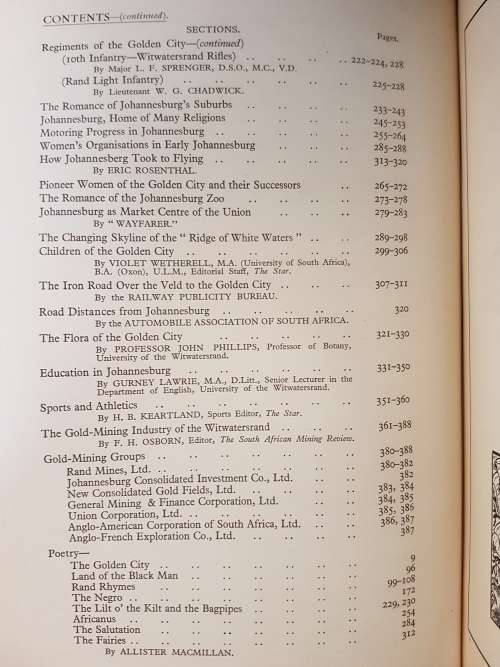 CONTENTS—(continued).
SECTIONS.
Pages.
Regiments of the Golden City—(continued)
(10th Infantry—Witwatersrand Rifles) .. .. .. .. 222–224, 228
By Major L. F. SPRENGER, D.S.O., M.C., V.D.
(Rand Light Infantry) .. .. .. .. .. .. 225–228
By Lieutenant W. G. CHADWICK.
The Romance of Johannesburg's Suburbs .. .. .. .. 233–243
Johannesburg, Home of Many Religions .. .. .. .. 245–253
Motoring Progress in Johannesburg .. .. .. .. .. 255–264
Women's Organisations in Early Johannesburg .. .. .. 285–288
How Johannesberg Took to Flying .. .. .. .. .. 313–320
By ERIC ROSENTHAL.
Pioneer Women of the Golden City and their Successors .. 265–272
The Romance of the Johannesburg Zoo .. .. .. .. 273–278
Johannesburg as Market Centre of the Union .. .. .. 279–283
By " WAYFARER."
The Changing Skyline of the " Ridge of White Waters " .. .. 289–298
Children of the Golden City .. .. .. .. .. .. 299–306
By VIOLET WETHERELL, M.A. (University of South Africa),
B.A. (Oxon), U.L.M., Editorial Staff, The Star.
The Iron Road Over the Veld to the Golden City .. .. .. 307–311
By the RAILWAY PUBLICITY BUREAU.
Road Distances from Johannesburg .. .. .. .. .. 320
By the AUTOMOBILE ASSOCIATION OF SOUTH AFRICA.
The Flora of the Golden City .. .. .. .. .. 321–330
By PROFESSOR JOHN PHILLIPS, Professor of Botany,
University of the Witwatersrand.
Education in Johannesburg .. .. .. .. .. .. 331–350
By GURNEY LAWRIE, M.A., D.Litt., Senior Lecturer in the
Department of English, University of the Witwatersrand.
Sports and Athletics .. .. .. .. .. .. .. 351–360
By H. B. KEARTLAND, Sports Editor, The Star.
The Gold-Mining Industry of the Witwatersrand .. .. .. 361–388
By F. H. OSBORN, Editor, The South African Mining Review.
Gold-Mining Groups .. .. .. .. .. .. .. 380–388
Rand Mines, Ltd. .. .. .. .. .. .. .. 380–382
Johannesburg Consolidated Investment Co., Ltd. .. .. 382
New Consolidated Gold Fields, Ltd. .. .. .. .. 383, 384
General Mining & Finance Corporation, Ltd. .. .. 384, 385
Union Corporation, Ltd. .. .. .. .. .. .. 385, 386
Anglo-American Corporation of South Africa, Ltd. .. .. 386, 387
Anglo-French Exploration Co., Ltd. .. .. .. .. 387
Poetry—
The Golden City .. .. .. .. .. .. .. 9
Land of the Black Man .. .. .. .. .. .. 96
Rand Rhymes .. .. .. .. .. .. .. 99–108
The Negro .. .. .. .. .. .. .. .. 172
The Lilt o' the Kilt and the Bagpipes .. .. .. .. 229, 230
Africanus .. .. .. .. .. .. .. .. 254
The Salutation .. .. .. .. .. .. .. 284
The Fairies .. .. .. .. .. .. .. .. 312
By ALLISTER MACMILLAN.